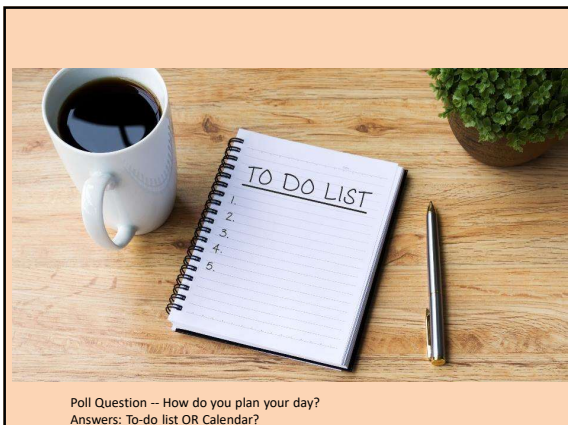 TO DO LIST
1.
2.
3.
4.
5.
Poll Question -- How do you plan your day?
Answers: To-do list OR Calendar?